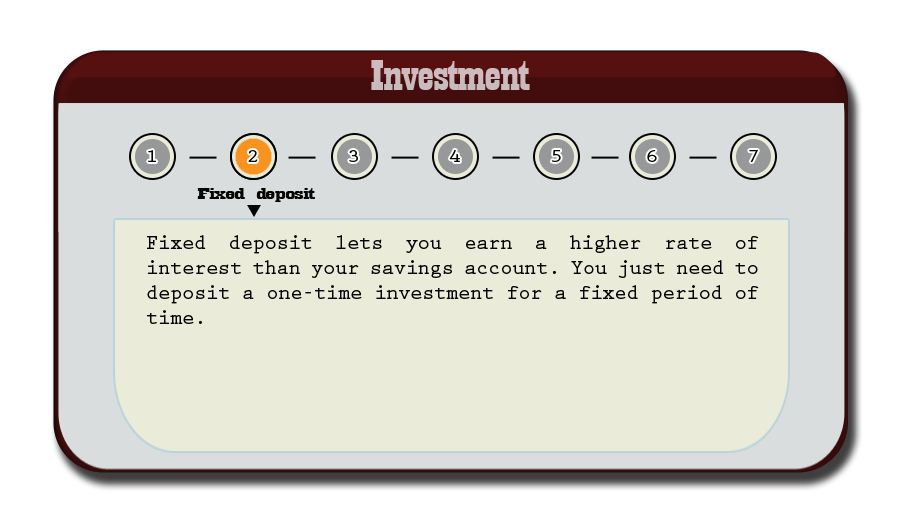 Investment
1 2 3 4 5 6 7
Fixed deposit
Fixed deposit lets you earn a higher rate of
interest than your savings account. You just need to
deposit a one-time investment for a fixed period of
time.